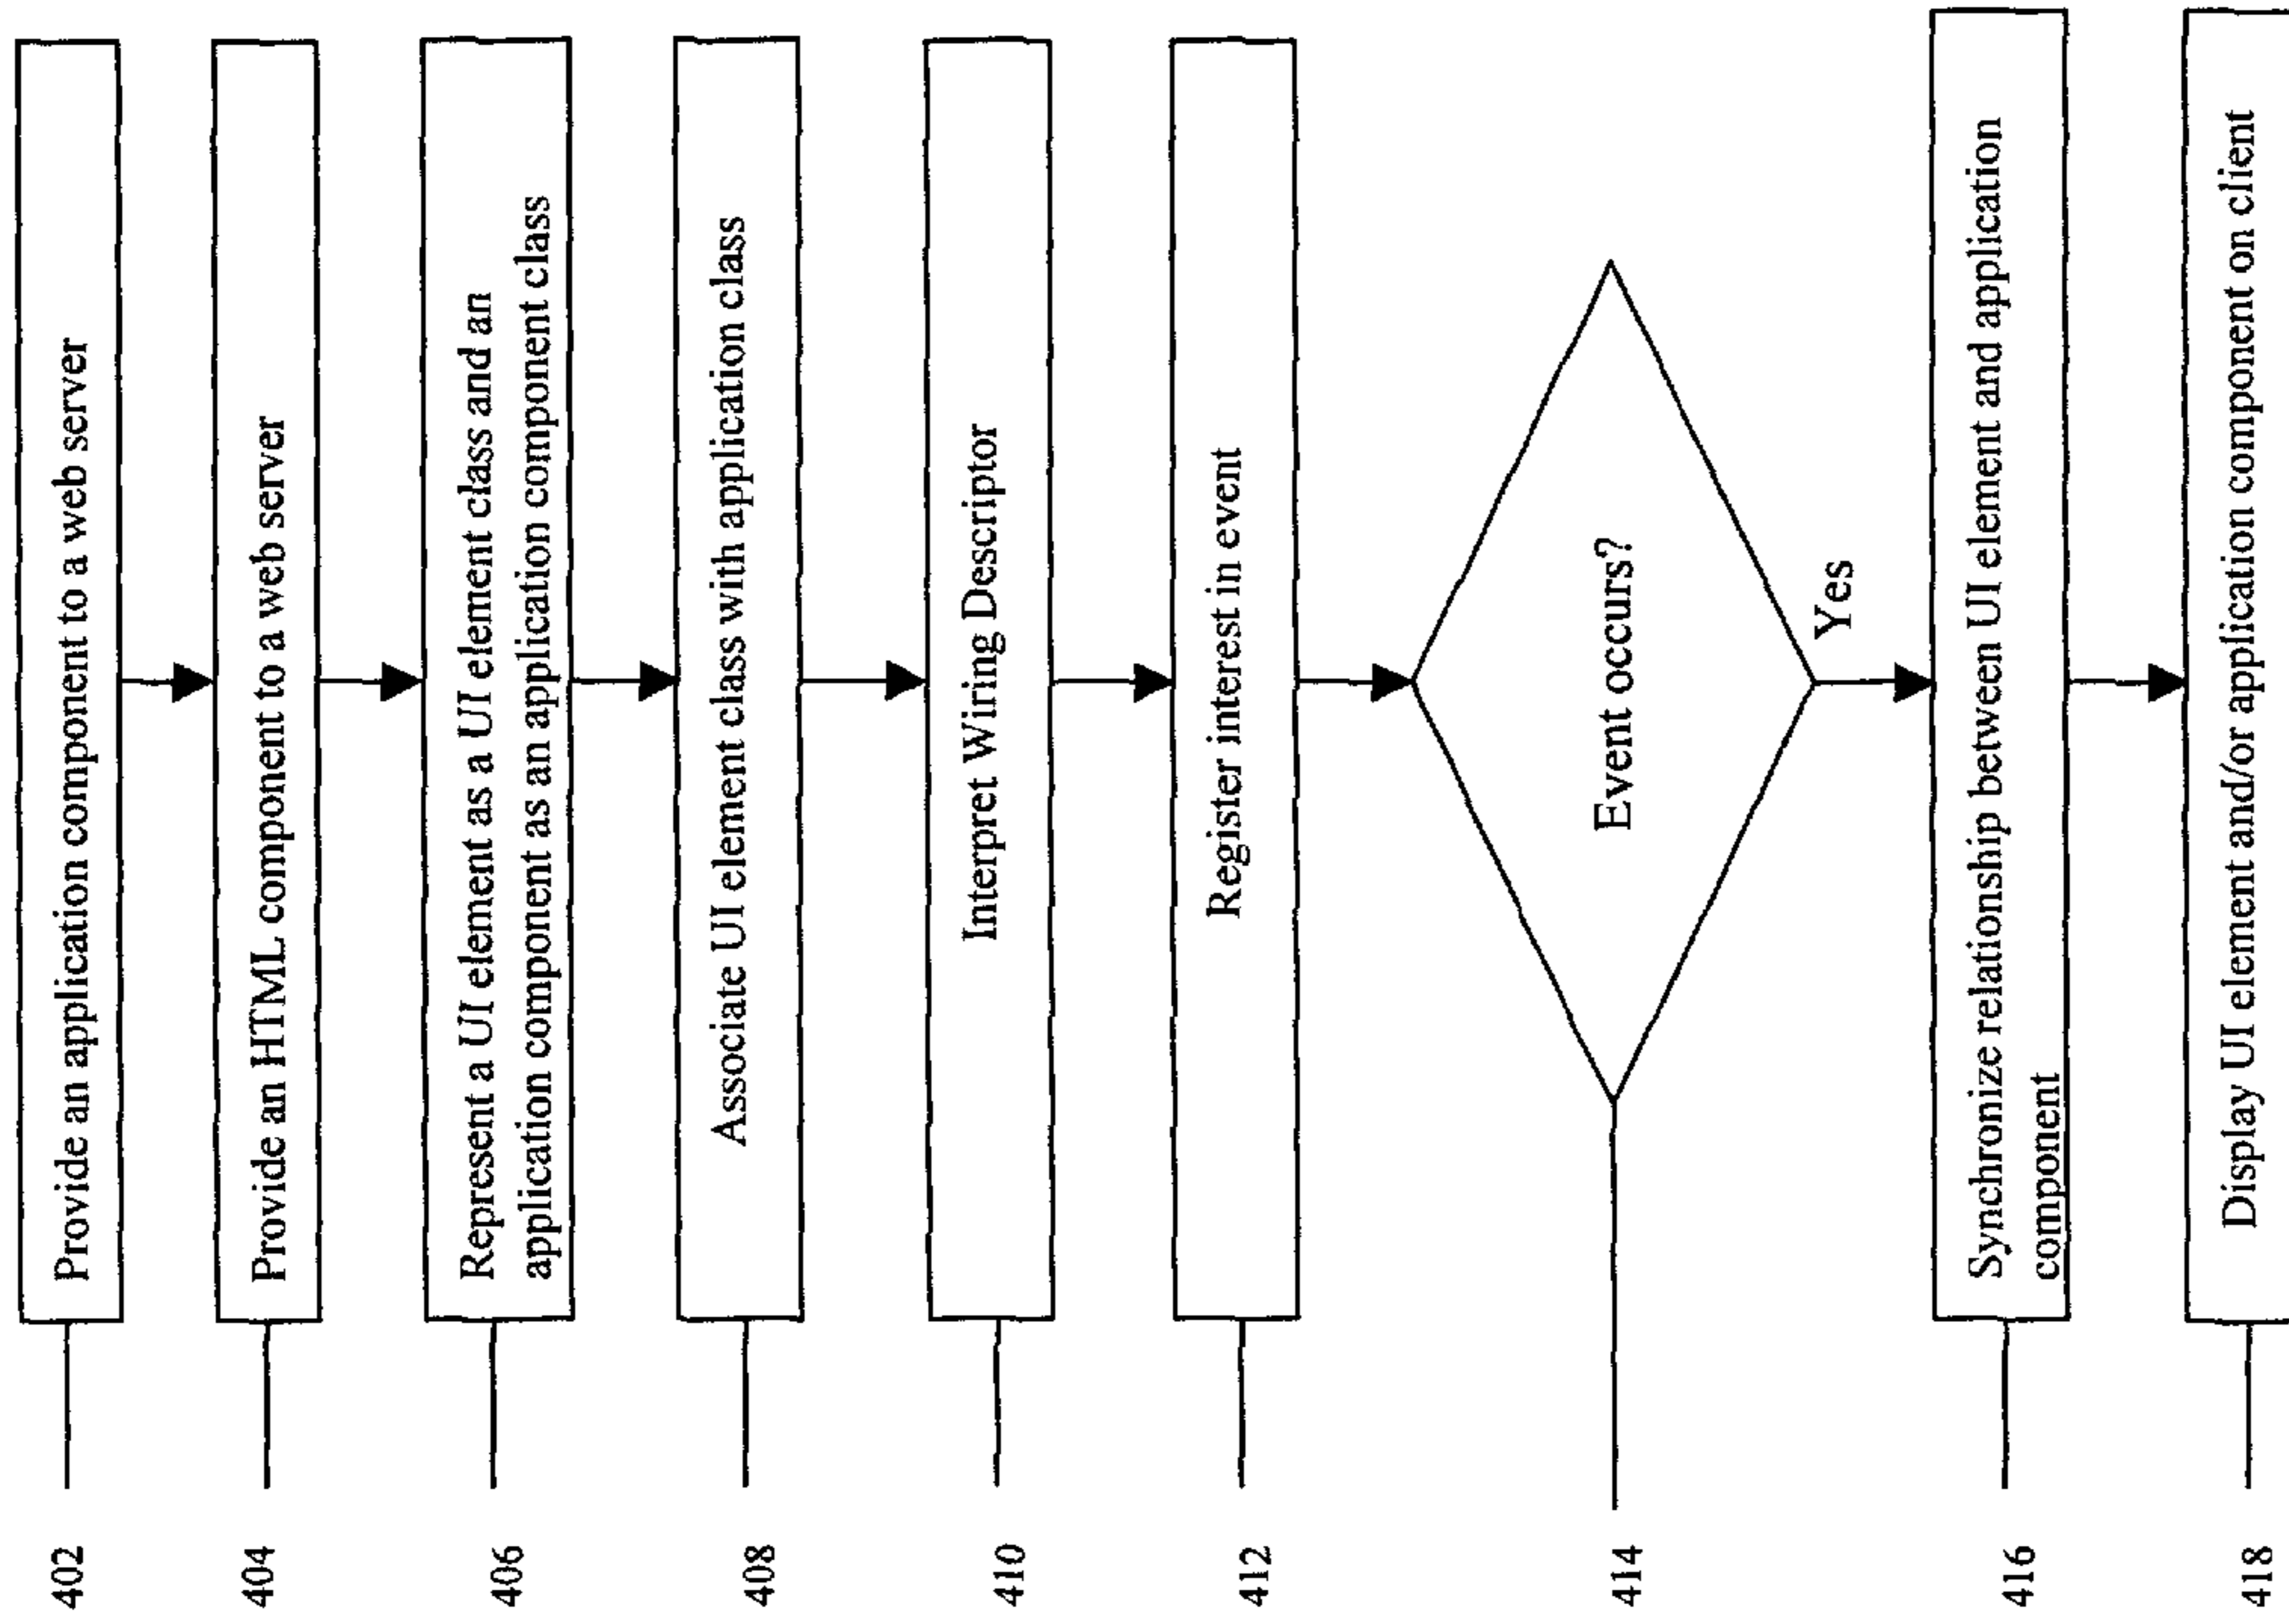 402
Provide an application component to a web server
404
Provide an HTML component to a web server
406
Represent a UI element as a UI element class and an
application component as an application component class
408
Associate UI element class with application class
410
Interpret Wiring Descriptor
412
Register interest in event
414
Event occurs?
Yes
416
Synchronize relationship between UI element and application
component
418
Display UI element and/or application component on client